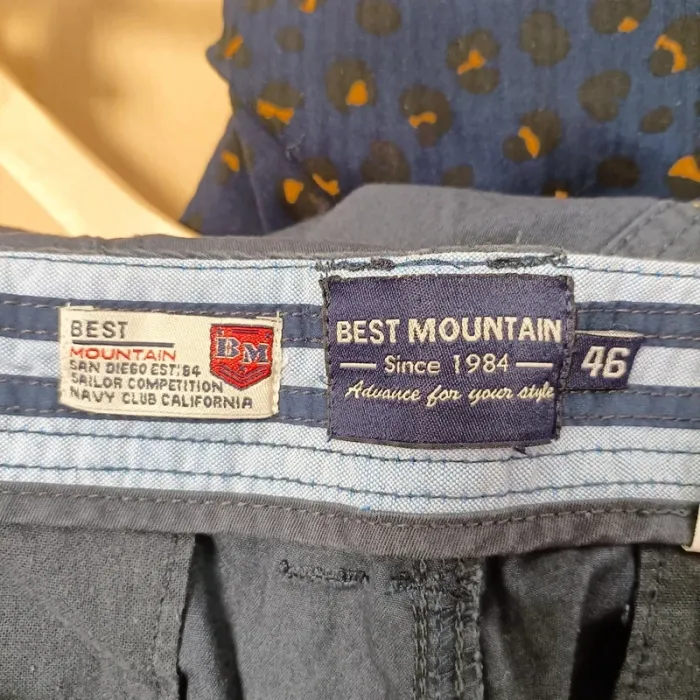 BEST
MOUNTAIN
SAN DIEGO EST:84
SAILOR COMPETITION
NAVY CLUB CALIFORNIA
BM
BEST MOUNTAIN
Since 1984
Advance for your style
46